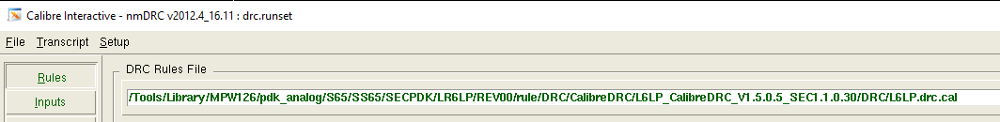 Calibre Interactive - nmDRC v2012.4_16.11 : drc.runset
File Transcript Setup
Rules
DRC Rules File
/Tools/Library/MPW126/pdk_analog/S65/SS65/SECPDK/LR6LP/REV00/rule/DRC/CalibreDRC/L6LP_CalibreDRC_V1.5.0.5_SEC1.1.0.30/DRC/L6LP.drc.cal
Inputs